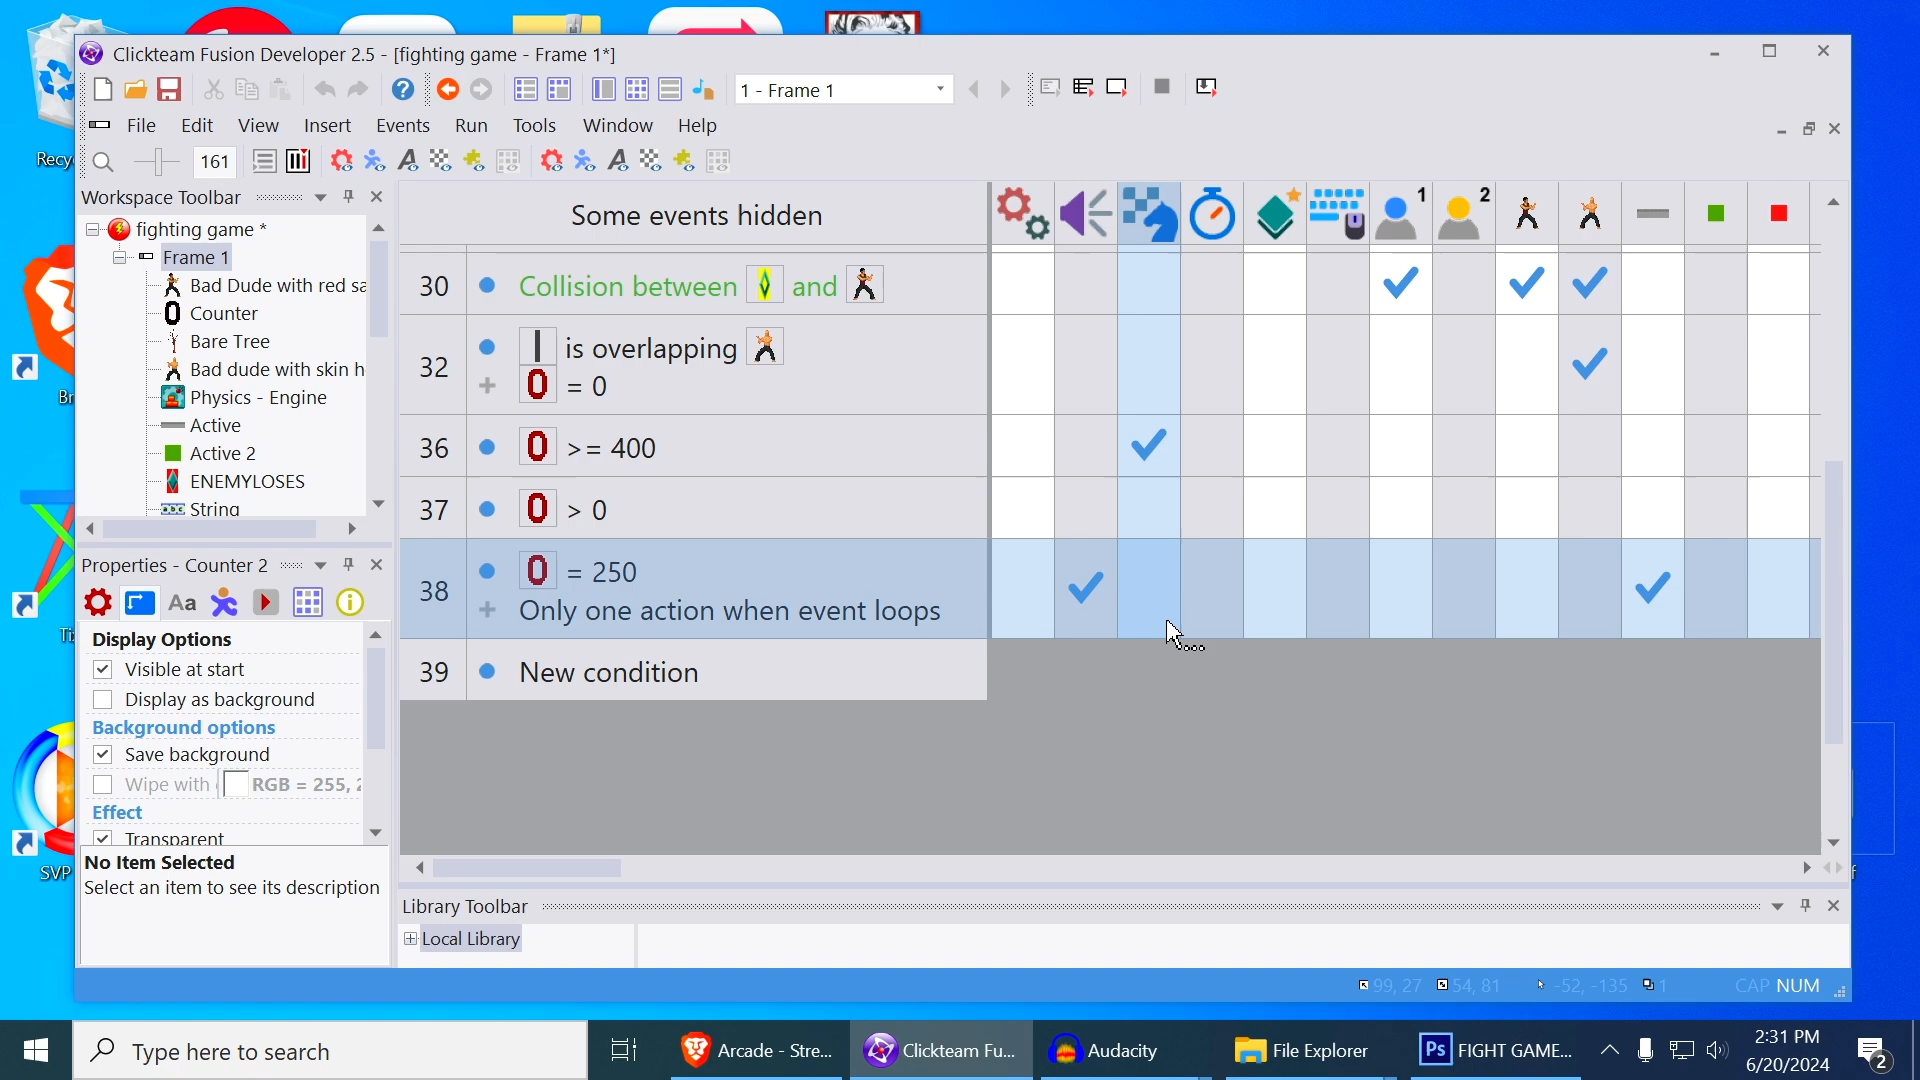 Clickteam Fusion Developer 2.5 - [fighting game - Frame 1*]
1 - Frame 1
File Edit View Insert Events Run Tools Window Help
161
Workspace Toolbar
fighting game *
Frame 1
Bad Dude with red sa
Counter
Bare Tree
Bad dude with skin h
Physics - Engine
Active
Active 2
ENEMYLOSES
String
Properties - Counter 2
Aa
Display Options
Visible at start
Display as background
Background options
Save background
Wipe with
RGB = 255, 2
Effect
Transparent
No Item Selected
Select an item to see its description
Some events hidden
1
2
30 Collision between and
32 is overlapping
0 = 0
36 0 >= 400
37 0 > 0
38 0 = 250
Only one action when event loops
39 New condition
Library Toolbar
Local Library
99, 27 54, 81 -52, -135 1 CAP NUM
Recy
Br
SVP
Type here to search
Arcade - Stre...
Clickteam Fu...
Audacity
File Explorer
Ps FIGHT GAME...
2:31 PM
6/20/2024
2